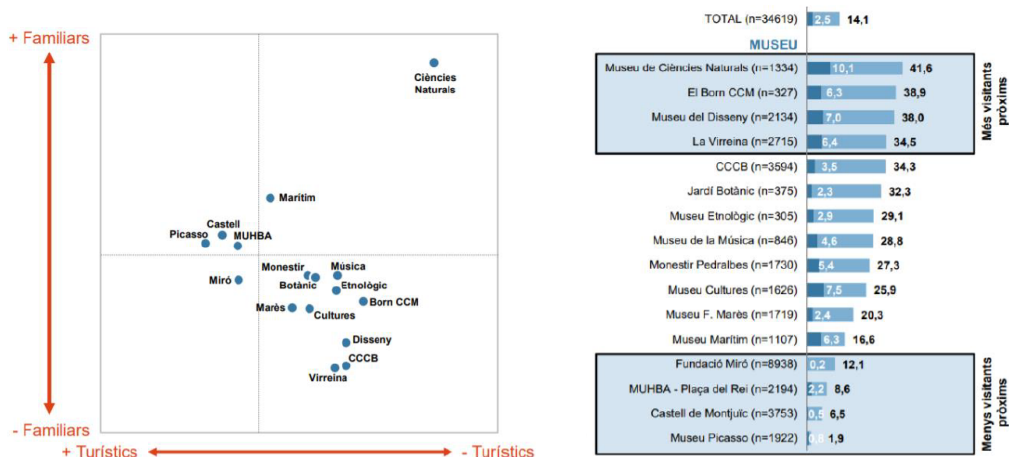 + Familiars
Ciències
Naturals
Marítim
Castell
Picasso
MUHBA
Miró
Monestir
Música
Botànic
Etnològic
Born CCM
Marès
Cultures
Disseny
CCCB
Virreina
- Familiars
+ Turístics
- Turístics
TOTAL (n=34619) 2,5 14,1
MUSEU
Museu de Ciències Naturals (n=1334) 10,1 41,6
El Born CCM (n=327) 6,3 38,9
Museu del Disseny (n=2134) 7,0 38,0
La Virreina (n=2715) 6,4 34,5
Més visitants
pròxims
CCCB (n=3594) 3,5 34,3
Jardí Botànic (n=375) 2,3 32,3
Museu Etnològic (n=305) 2,9 29,1
Museu de la Música (n=846) 4,6 28,8
Monestir Pedralbes (n=1730) 5,4 27,3
Museu Cultures (n=1626) 7,5 25,9
Museu F. Marès (n=1719) 2,4 20,3
Museu Marítim (n=1107) 6,3 16,6
Fundació Miró (n=8938) 0,2 12,1
MUHBA - Plaça del Rei (n=2194) 2,2 8,6
Castell de Montjuïc (n=3753) 0,5 6,5
Museu Picasso (n=1922) 1,9
Menys visitants
pròxims